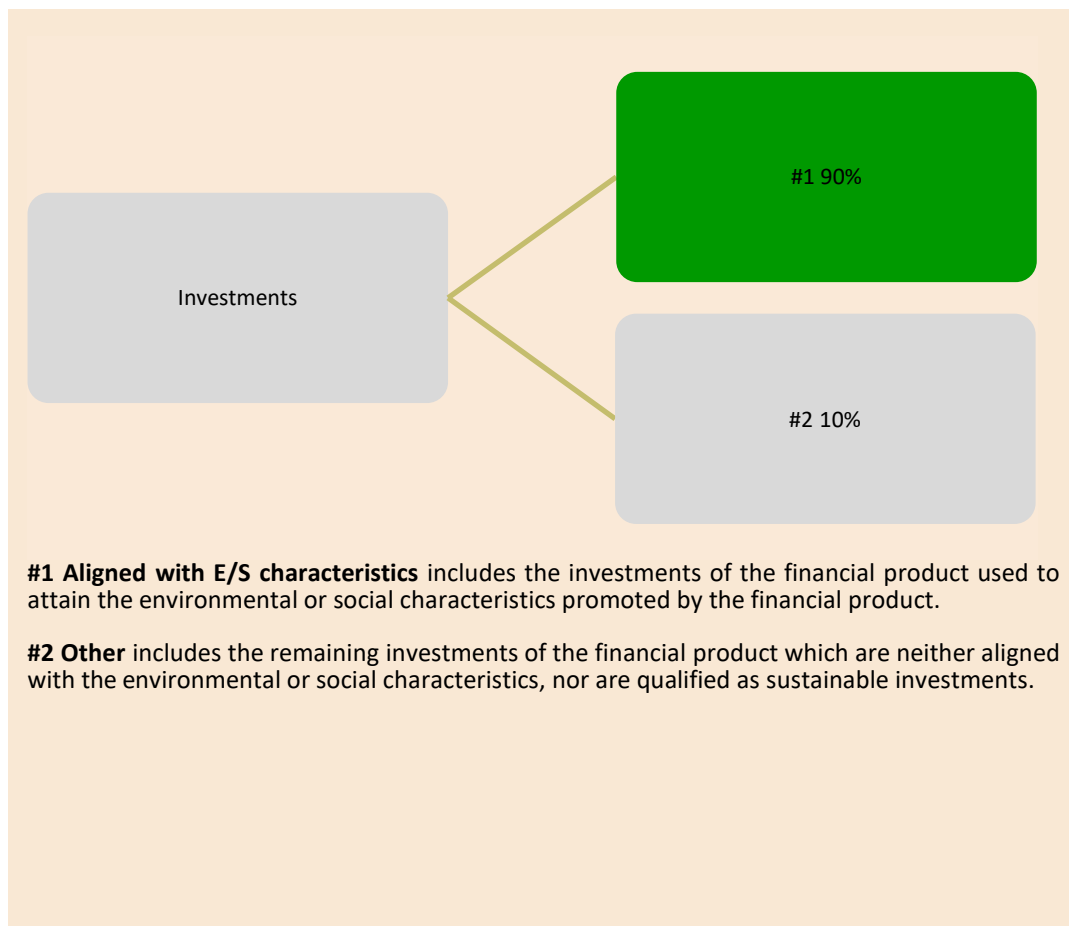 #1 90%
Investments
#2 10%
#1 Aligned with E/S characteristics includes the investments of the financial product used to
attain the environmental or social characteristics promoted by the financial product.
#2 Other includes the remaining investments of the financial product which are neither aligned
with the environmental or social characteristics, nor are qualified as sustainable investments.